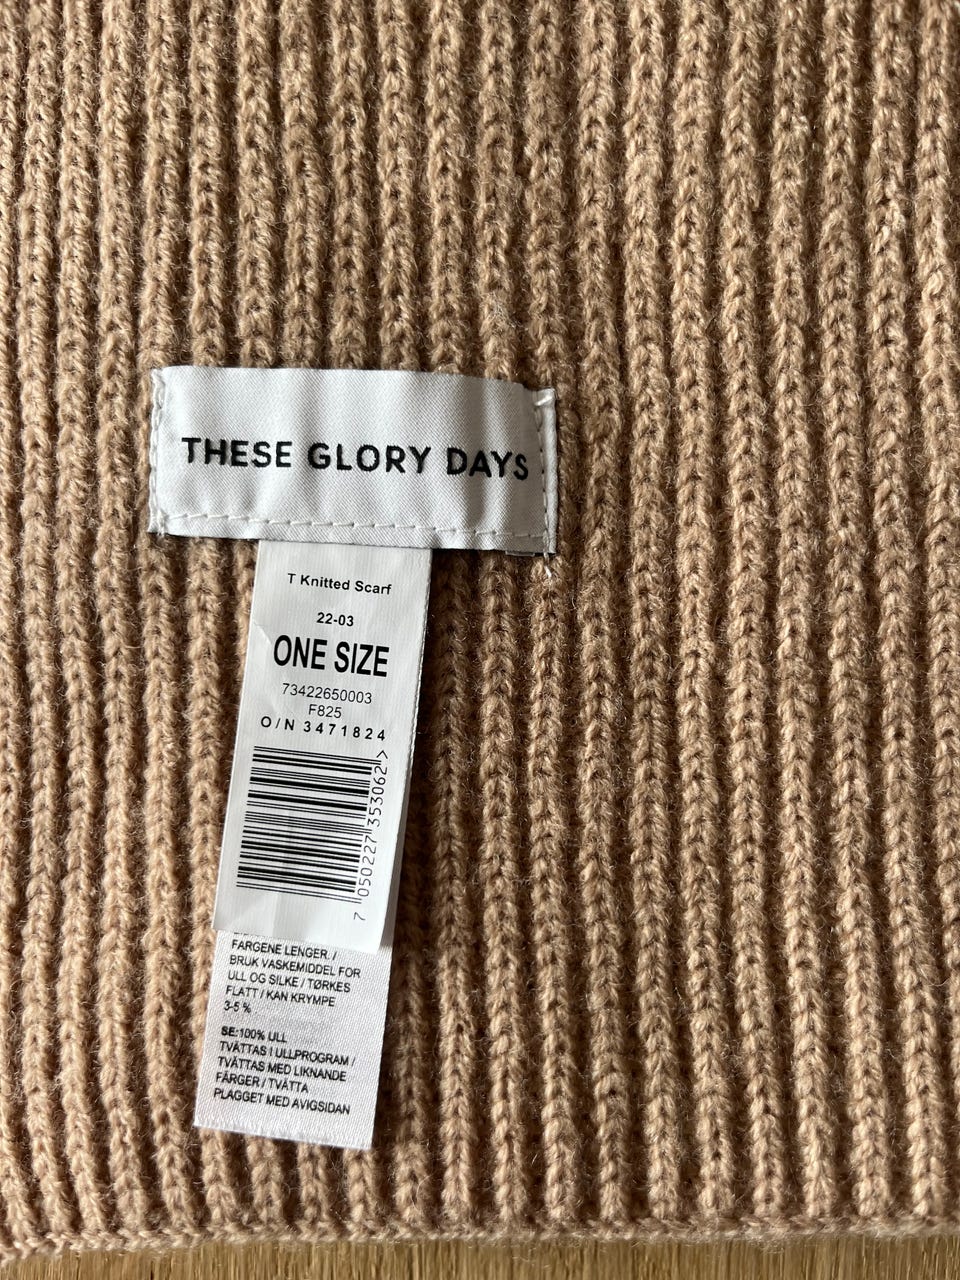 THESE GLORY DAYS
T Knitted Scarf
22-03
ONE SIZE
73422650003
F825
O/N 3471824
7 050227 353062 >
FARGENE LENGER. /
BRUK VASKEMIDDEL FOR
ULL OG SILKE / TØRKES
FLATT / KAN KRYMPE
3-5 %
SE:100% ULL
TVÄTTAS I ULLPROGRAM /
TVÄTTAS MED LIKNANDE
FÄRGER / TVÄTTA
PLAGGET MED AVIGSIDAN